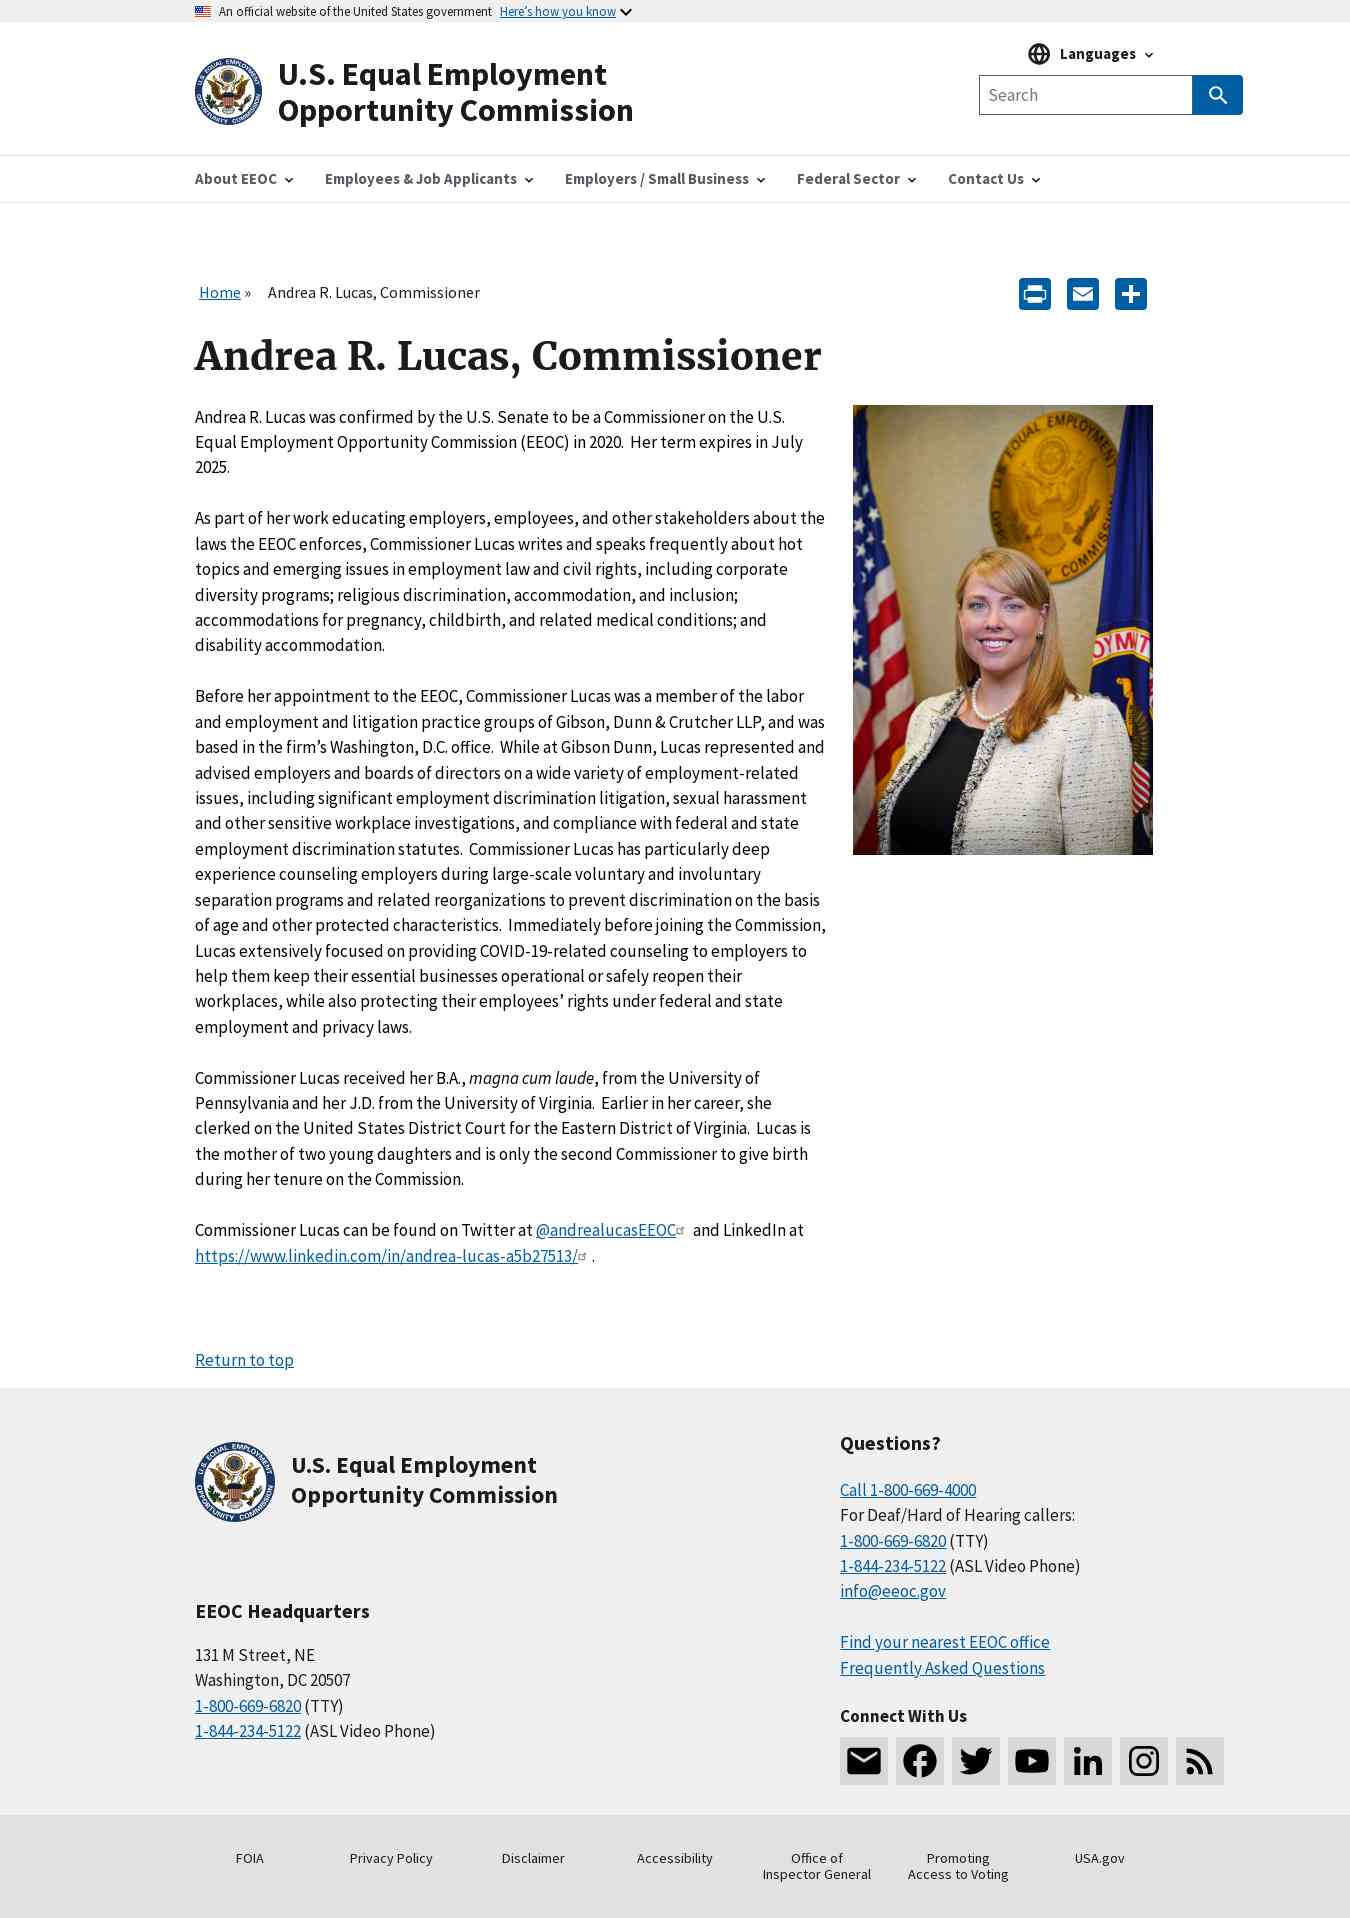 An official website of the United States government Here's how you know
U.S. Equal Employment
Opportunity Commission
Languages
Search
About EEOC
Employees & Job Applicants
Employers / Small Business
Federal Sector
Contact Us
Home » Andrea R. Lucas, Commissioner
Andrea R. Lucas, Commissioner
Andrea R. Lucas was confirmed by the U.S. Senate to be a Commissioner on the U.S.
Equal Employment Opportunity Commission (EEOC) in 2020.  Her term expires in July
2025.
As part of her work educating employers, employees, and other stakeholders about the
laws the EEOC enforces, Commissioner Lucas writes and speaks frequently about hot
topics and emerging issues in employment law and civil rights, including corporate
diversity programs; religious discrimination, accommodation, and inclusion;
accommodations for pregnancy, childbirth, and related medical conditions; and
disability accommodation.
Before her appointment to the EEOC, Commissioner Lucas was a member of the labor
and employment and litigation practice groups of Gibson, Dunn & Crutcher LLP, and was
based in the firm’s Washington, D.C. office.  While at Gibson Dunn, Lucas represented and
advised employers and boards of directors on a wide variety of employment-related
issues, including significant employment discrimination litigation, sexual harassment
and other sensitive workplace investigations, and compliance with federal and state
employment discrimination statutes.  Commissioner Lucas has particularly deep
experience counseling employers during large-scale voluntary and involuntary
separation programs and related reorganizations to prevent discrimination on the basis
of age and other protected characteristics.  Immediately before joining the Commission,
Lucas extensively focused on providing COVID-19-related counseling to employers to
help them keep their essential businesses operational or safely reopen their
workplaces, while also protecting their employees’ rights under federal and state
employment and privacy laws.
Commissioner Lucas received her B.A., magna cum laude, from the University of
Pennsylvania and her J.D. from the University of Virginia.  Earlier in her career, she
clerked on the United States District Court for the Eastern District of Virginia.  Lucas is
the mother of two young daughters and is only the second Commissioner to give birth
during her tenure on the Commission.
Commissioner Lucas can be found on Twitter at @andrealucasEEOC and LinkedIn at
https://www.linkedin.com/in/andrea-lucas-a5b27513/ .
Return to top
U.S. Equal Employment
Opportunity Commission
EEOC Headquarters
131 M Street, NE
Washington, DC 20507
1-800-669-6820 (TTY)
1-844-234-5122 (ASL Video Phone)
Questions?
Call 1-800-669-4000
For Deaf/Hard of Hearing callers:
1-800-669-6820 (TTY)
1-844-234-5122 (ASL Video Phone)
info@eeoc.gov
Find your nearest EEOC office
Frequently Asked Questions
Connect With Us
FOIA
Privacy Policy
Disclaimer
Accessibility
Office of
Inspector General
Promoting
Access to Voting
USA.gov